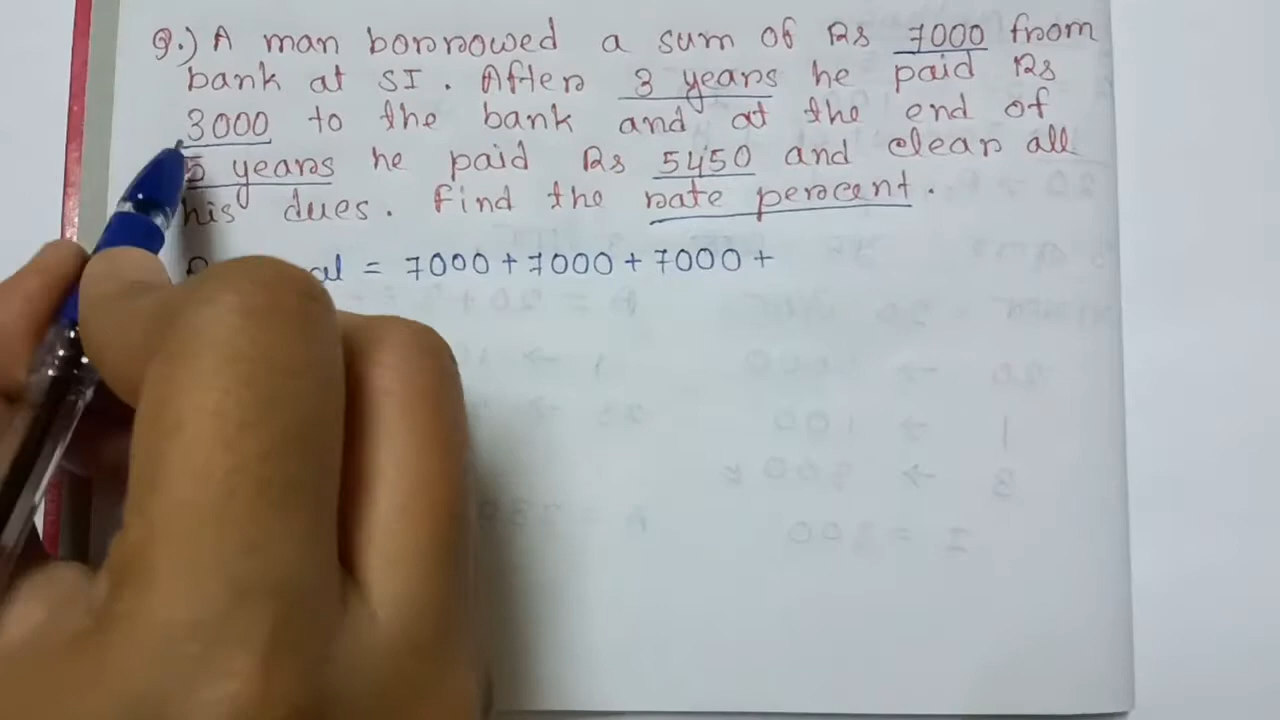 Q.) A man borrowed a sum of Rs 7000 from
bank at SI. After 3 years he paid Rs
3000 to the bank and at the end of
5 years he paid Rs 5450 and clear all
his dues. Find the rate percent.
= 7000 + 7000 + 7000 +